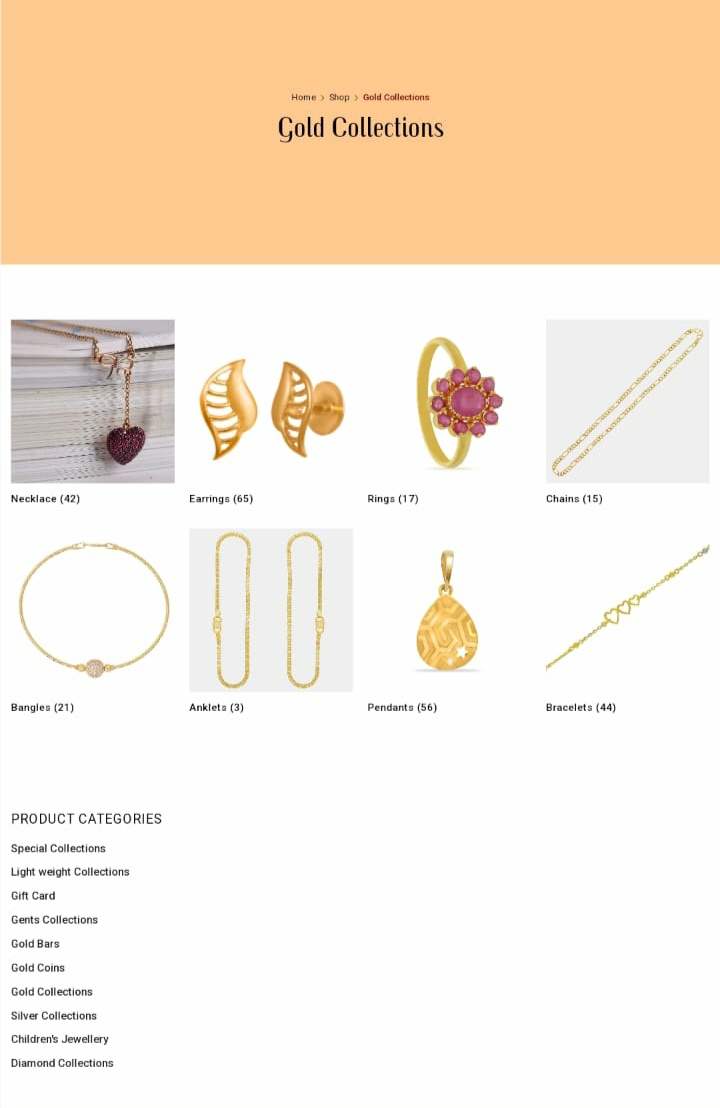 Home > Shop > Gold Collections
Gold Collections
Necklace (42)
Earrings (65)
Rings (17)
Chains (15)
Bangles (21)
Anklets (3)
Pendants (56)
Bracelets (44)
PRODUCT CATEGORIES
Special Collections
Light weight Collections
Gift Card
Gents Collections
Gold Bars
Gold Coins
Gold Collections
Silver Collections
Children's Jewellery
Diamond Collections